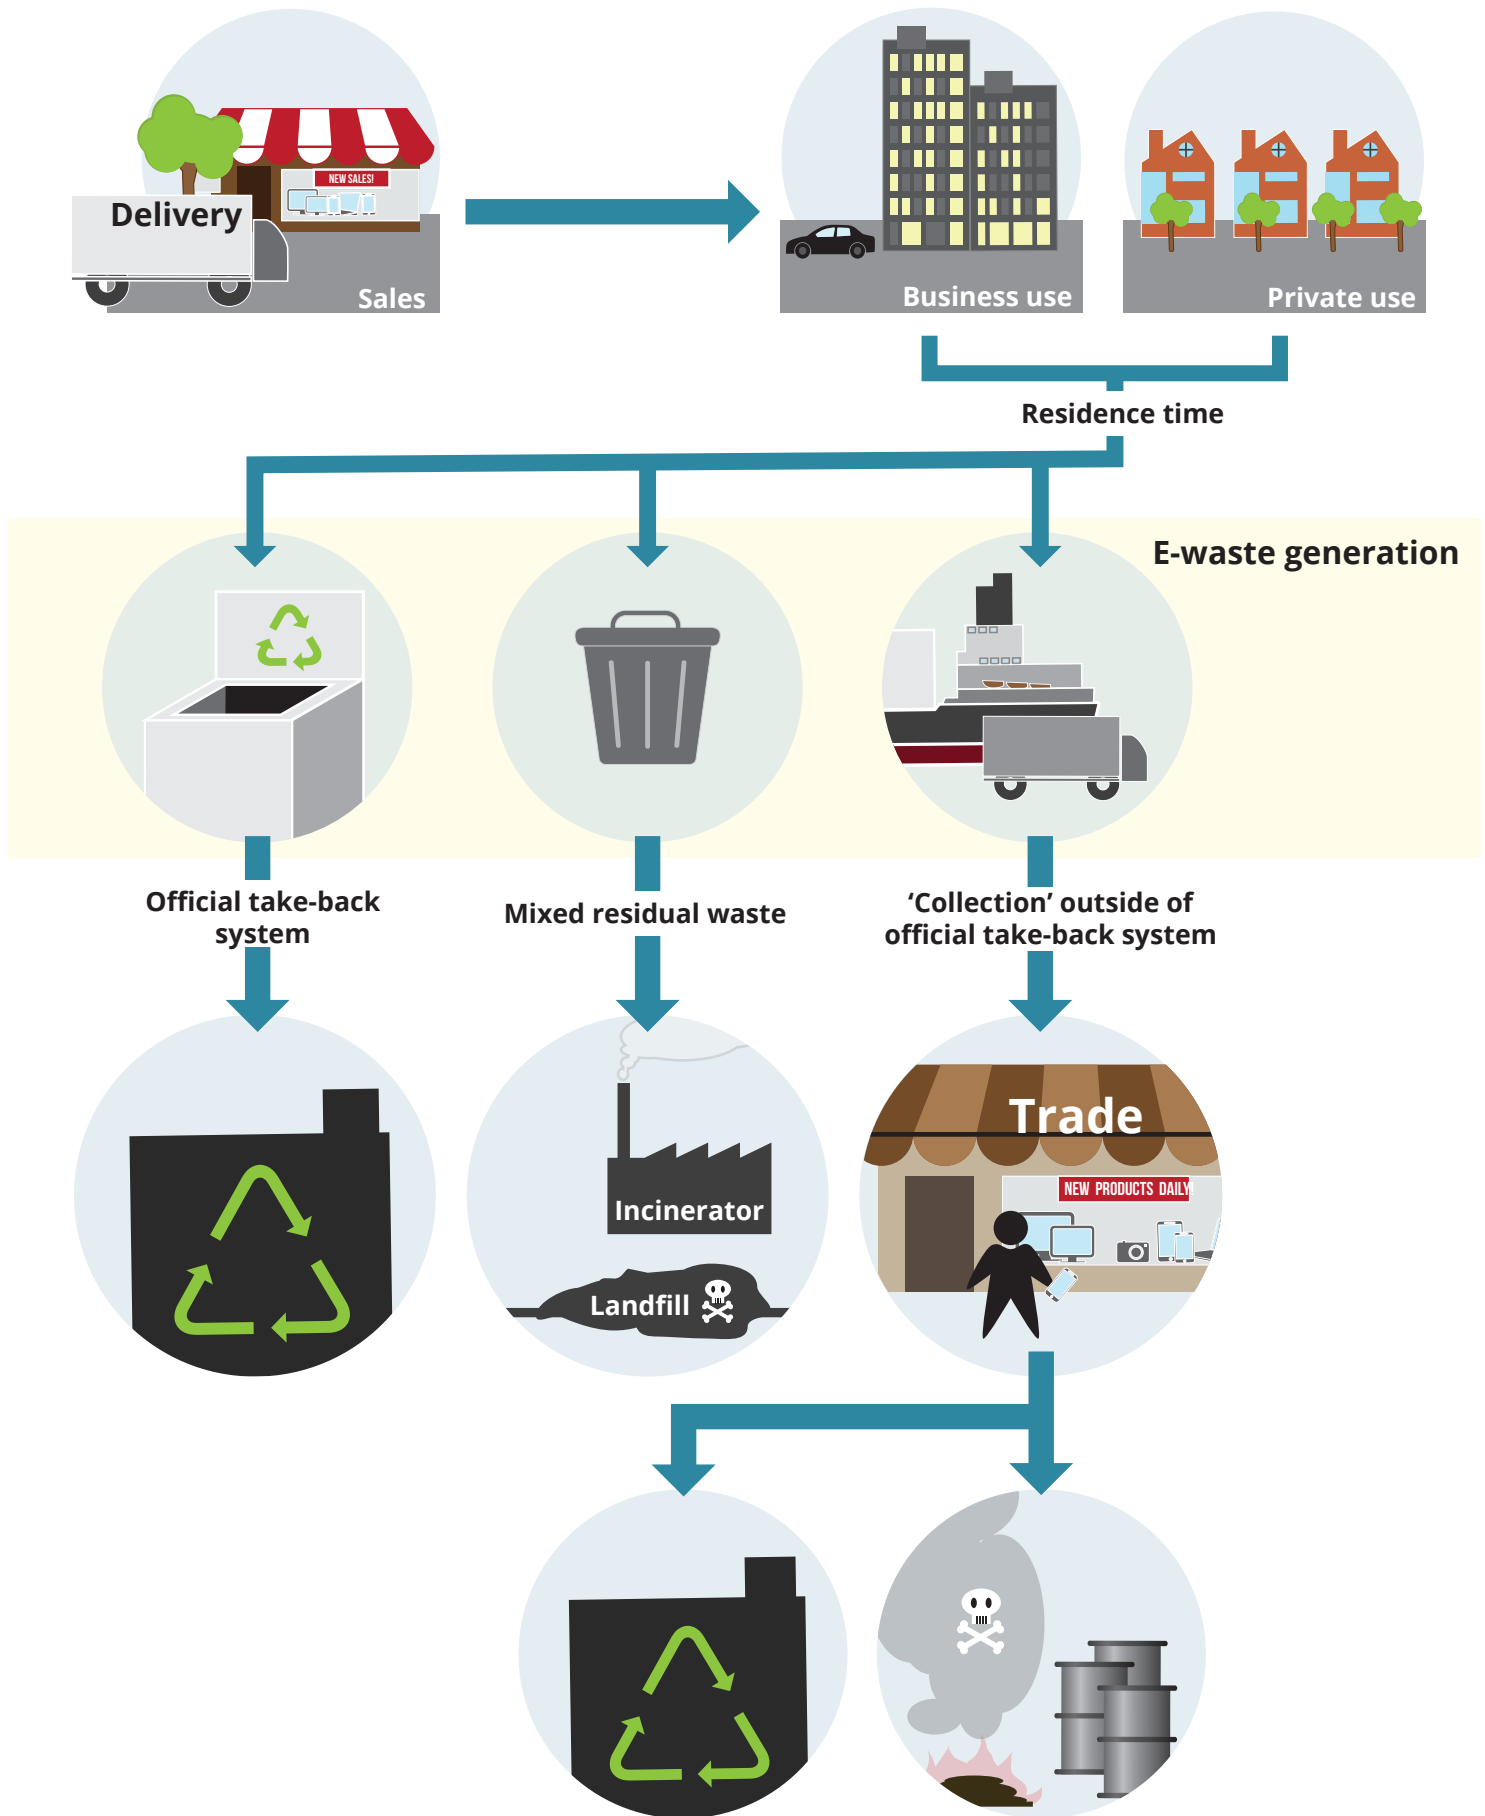 NEW SALES!
Delivery
Sales
Business use
Private use
Residence time
E-waste generation
Official take-back
system
Mixed residual waste
‘Collection’ outside of
official take-back system
Trade
NEW PRODUCTS DAILY!
Incinerator
Landfill